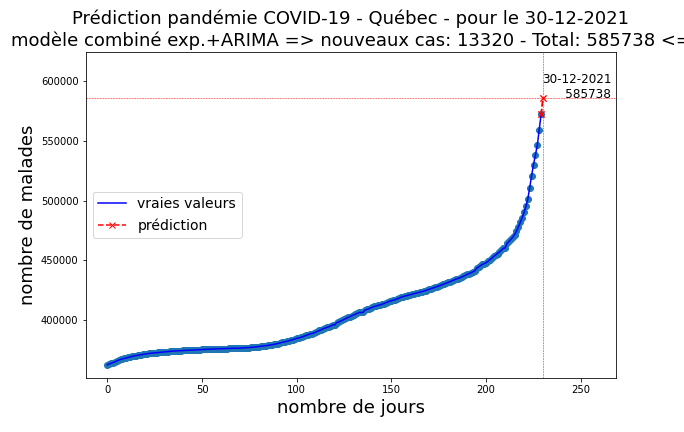 Prédiction pandémie COVID-19 - Québec - pour le 30-12-2021
modèle combiné exp.+ARIMA => nouveaux cas: 13320 - Total: 585738 <=
30-12-2021
585738
600000
550000
500000
450000
400000
nombre de malades
vraies valeurs
prédiction
0 50 100 150 200 250
nombre de jours